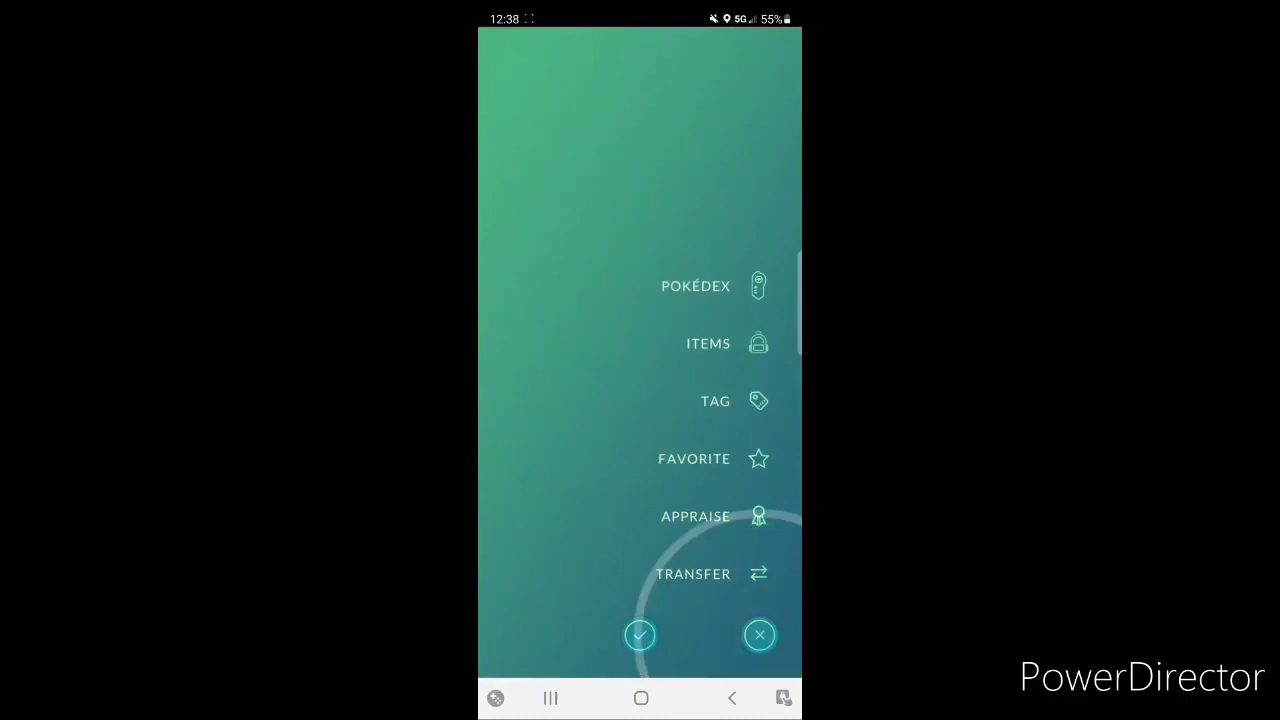 12:38 5G 55%
POKÉDEX
ITEMS
TAG
FAVORITE
APPRAISE
TRANSFER
PowerDirector